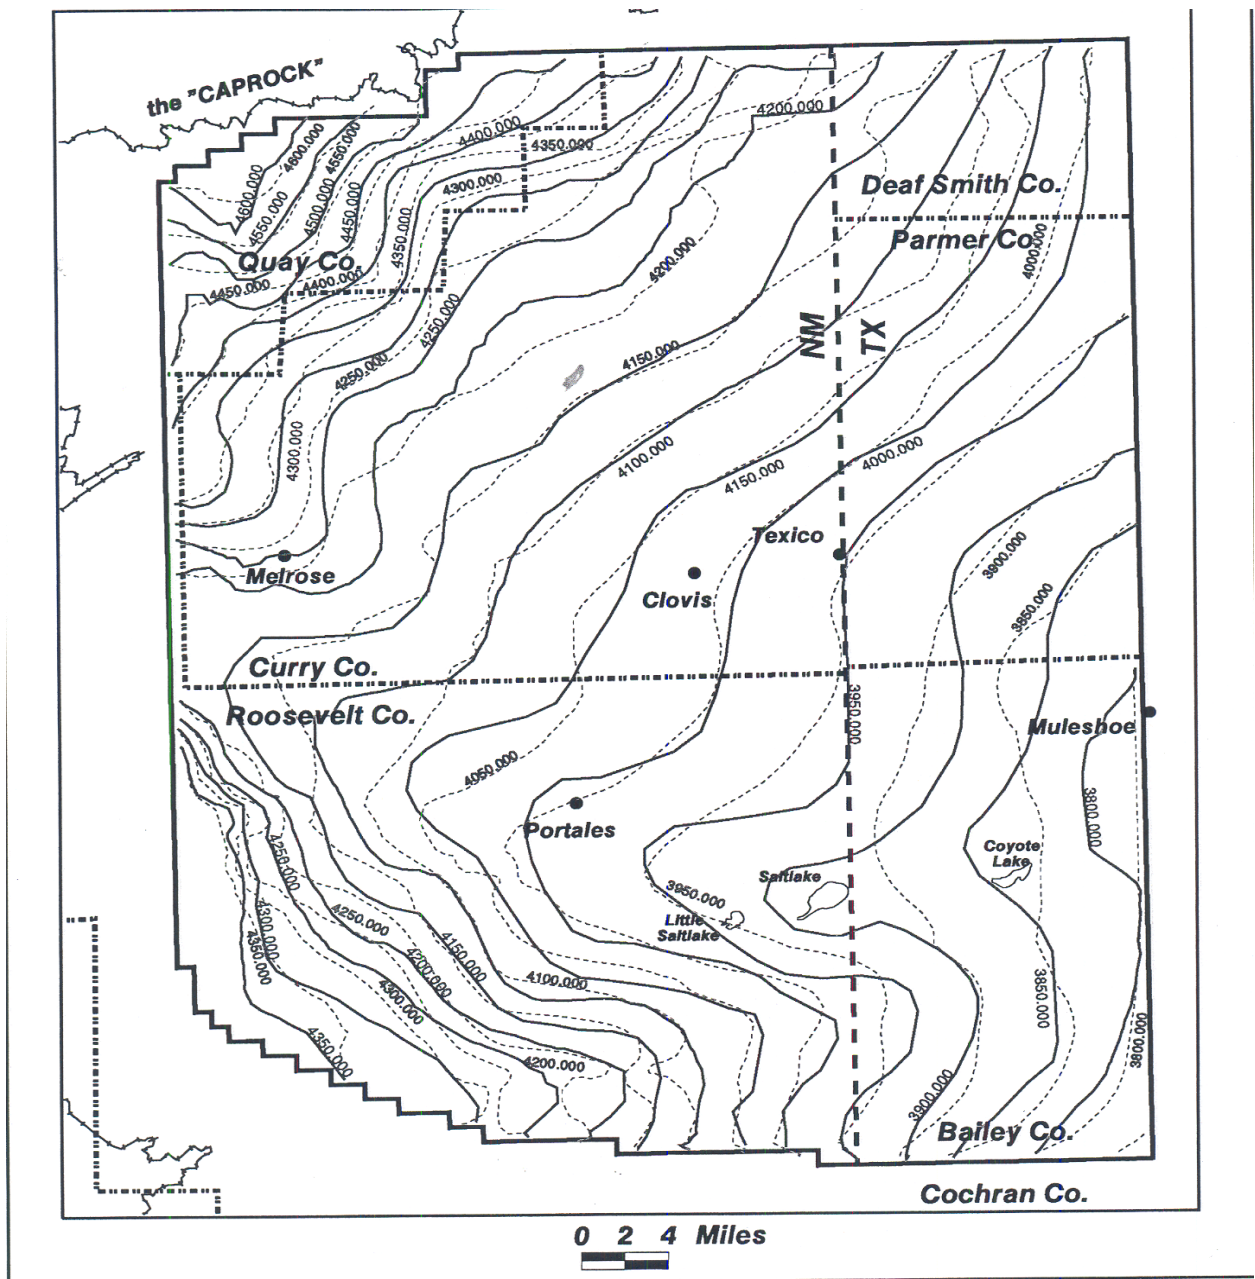 the "CAPROCK"
4200.000
4400.000
4600.000
4550.000
4350.000
4300.000
4600.000
4550.000
4500.000
4450.000
Deaf Smith Co.
4350.000
Parmer Co.
4000.000
Quay Co.
4200.000
4450.000
4400.000
4250.000
NM
TX
4150.000
4250.000
4300.000
4100.000
4150.000
4000.000
Texico
3900.000
Melrose
Clovis
3850.000
Curry Co.
Roosevelt Co.
3950.000
Muleshoe
4050.000
Portales
3800.000
4250.000
Coyote
Lake
Saltlake
3950.000
4250.000
4300.000
Little
Saltlake
4350.000
4150.000
4200.000
4100.000
4300.000
3850.000
4350.000
4200.000
3800.000
3900.000
Bailey Co.
Cochran Co.
0 2 4 Miles